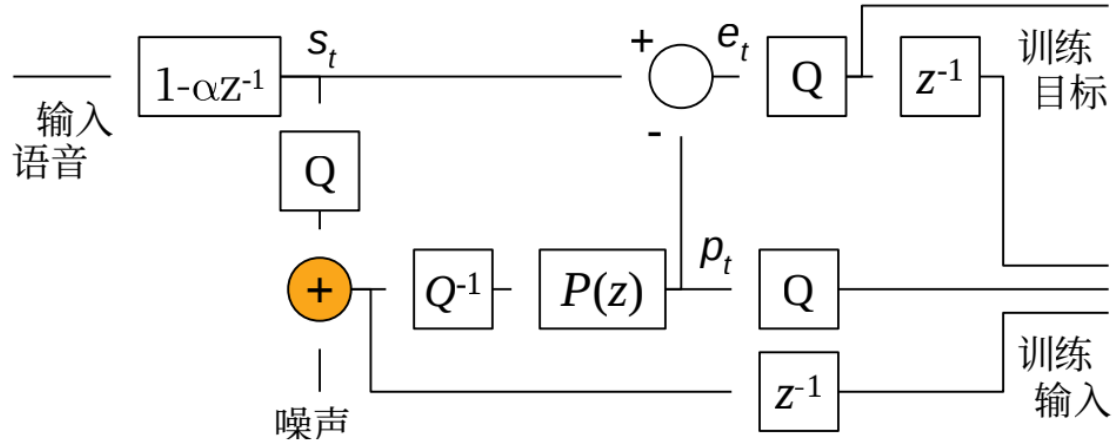 s_t
+
e_t
训练
目标
1-αz⁻¹
Q
z⁻¹
输入
语音
-
Q
p_t
+
Q⁻¹
P(z)
Q
训练
输入
z⁻¹
噪声